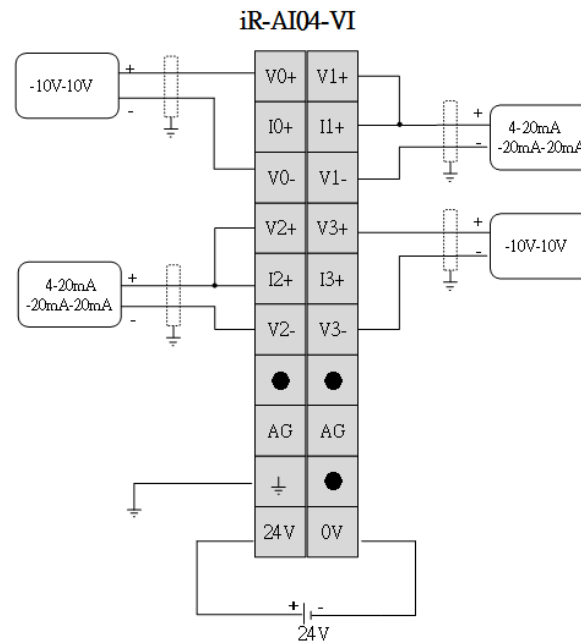 iR-AI04-VI
-10V-10V
+
-
V0+ V1+
I0+ I1+
V0- V1-
+
-
4-20mA
-20mA-20mA
V2+ V3+
I2+ I3+
V2- V3-
+
-
-10V-10V
4-20mA
-20mA-20mA
+
-
AG AG
24V 0V
+ -
24V